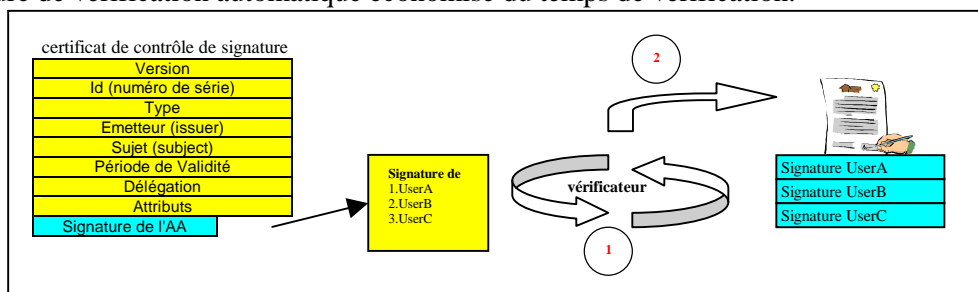 re de vérification automatique économise du temps de vérification.
certificat de contrôle de signature
Version
Id (numéro de série)
Type
Emetteur (issuer)
Sujet (subject)
Période de Validité
Délégation
Attributs
Signature de l'AA
Signature de
1.UserA
2.UserB
3.UserC
vérificateur
1
2
Signature UserA
Signature UserB
Signature UserC